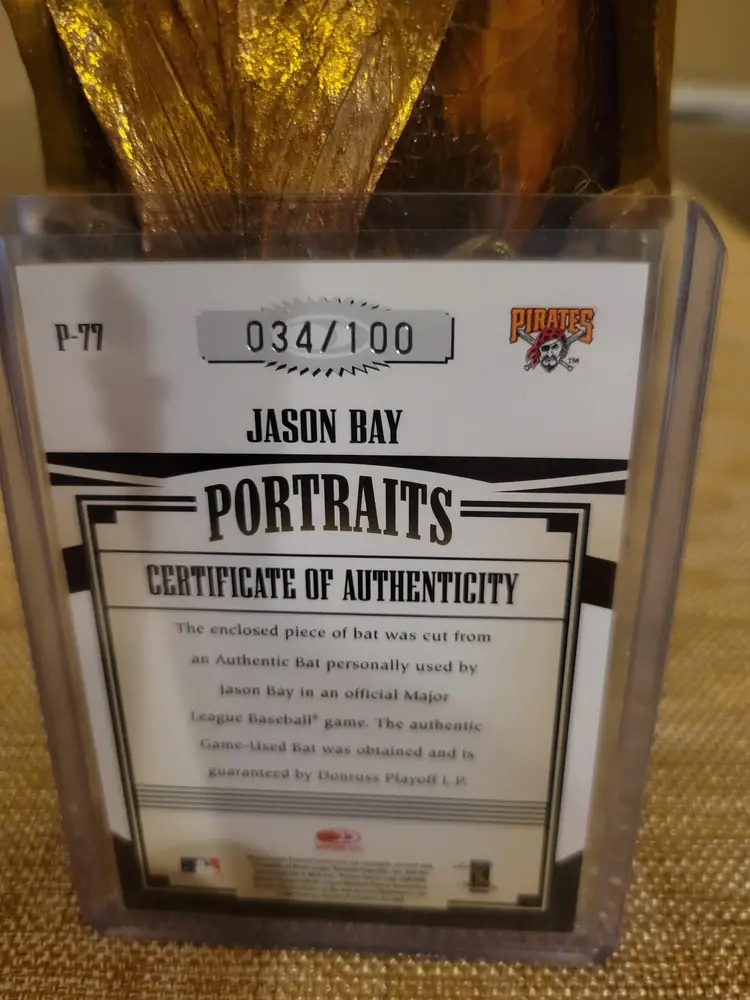 P-77
034/100
PIRATES
TM
JASON BAY
PORTRAITS
CERTIFICATE OF AUTHENTICITY
The enclosed piece of bat was cut from
an Authentic Bat personally used by
Jason Bay in an official Major
League Baseball® game. The authentic
Game-Used Bat was obtained and is
guaranteed by Donruss Playoff L.P.